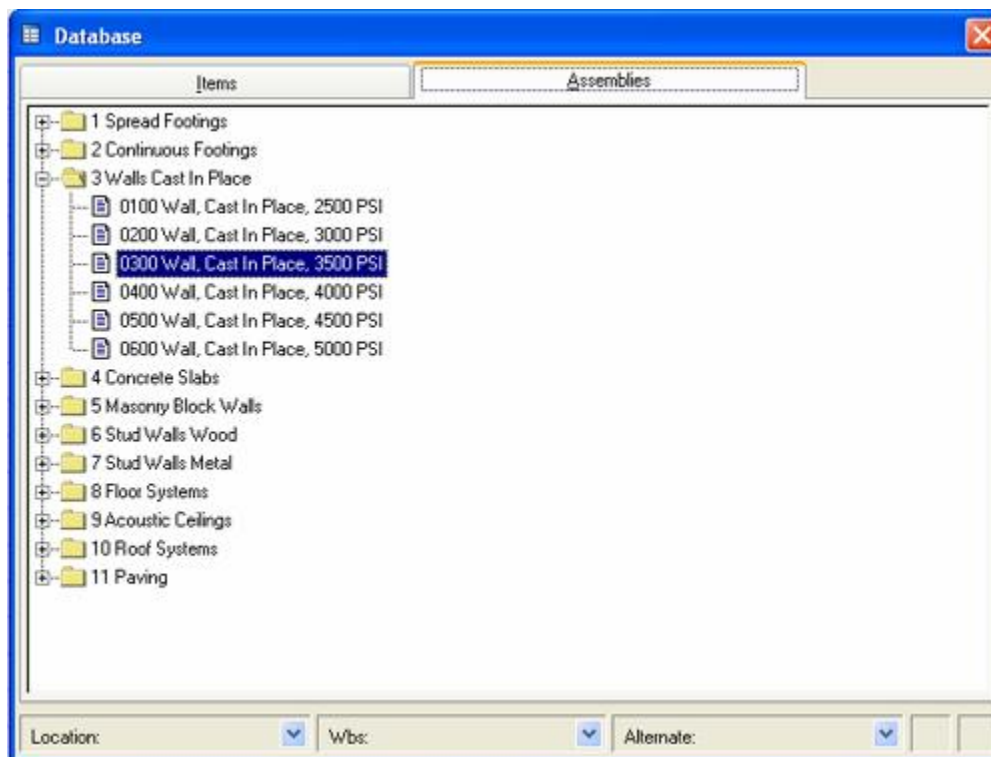 Database
Items
Assemblies
1 Spread Footings
2 Continuous Footings
3 Walls Cast In Place
0100 Wall, Cast In Place, 2500 PSI
0200 Wall, Cast In Place, 3000 PSI
0300 Wall, Cast In Place, 3500 PSI
0400 Wall, Cast In Place, 4000 PSI
0500 Wall, Cast In Place, 4500 PSI
0600 Wall, Cast In Place, 5000 PSI
4 Concrete Slabs
5 Masonry Block Walls
6 Stud Walls Wood
7 Stud Walls Metal
8 Floor Systems
9 Acoustic Ceilings
10 Roof Systems
11 Paving
Location: Wbs: Alternate: